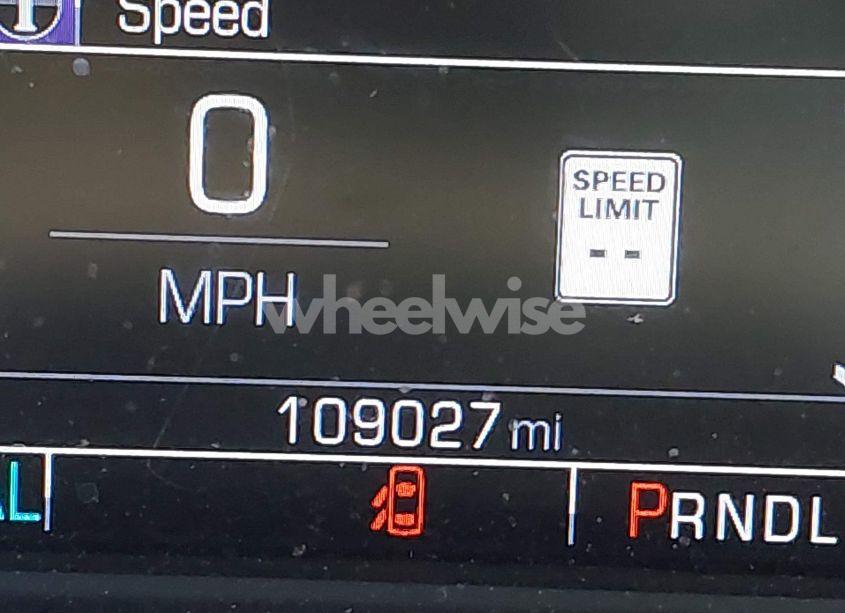 Speed
0
SPEED
LIMIT
--
MPH
wheelwise
109027 mi
L
PRNDL